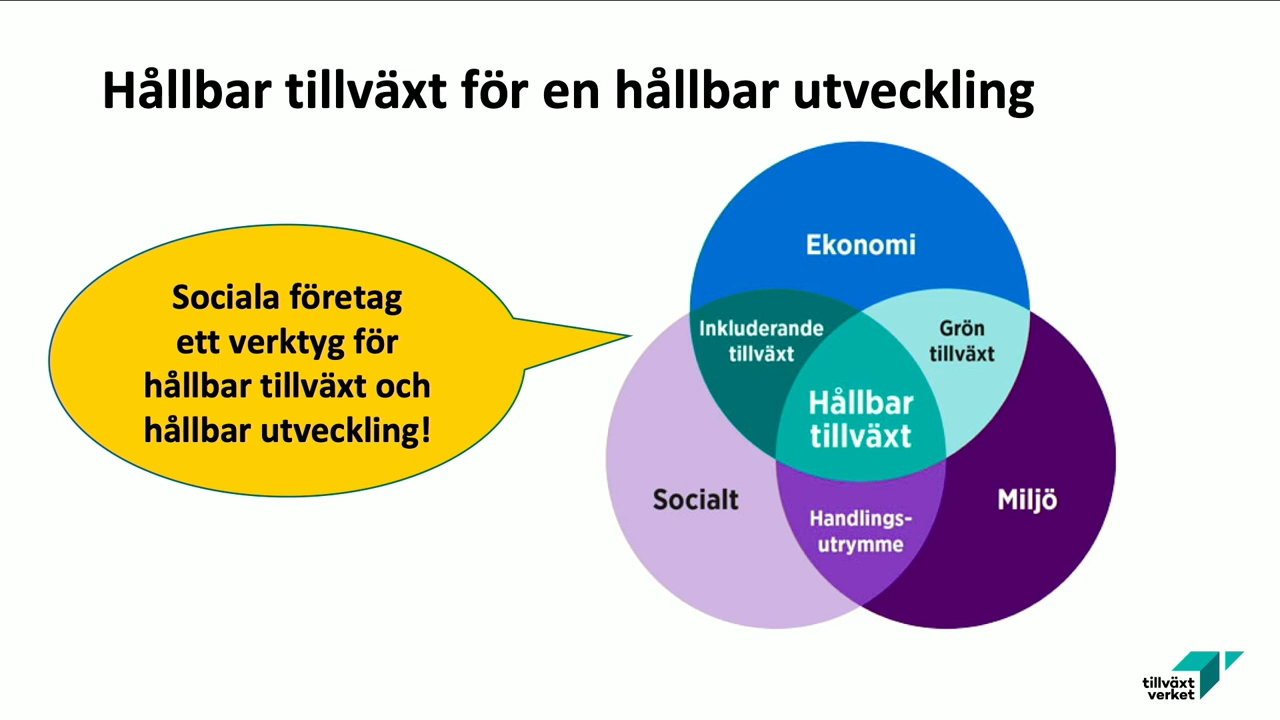 Hållbar tillväxt för en hållbar utveckling
Sociala företag
ett verktyg för
hållbar tillväxt och
hållbar utveckling!
Ekonomi
Inkluderande
tillväxt
Grön
tillväxt
Hållbar
tillväxt
Socialt
Miljö
Handlings-
utrymme
tillväxt
verket